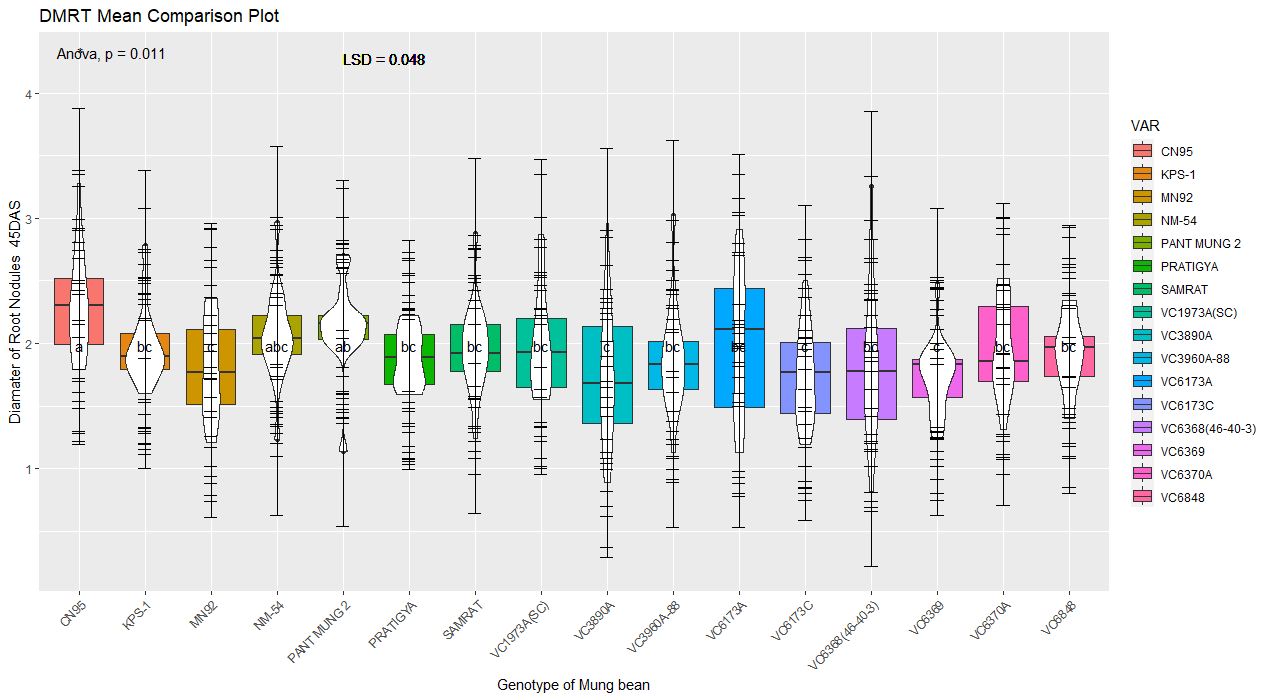 DMRT Mean Comparison Plot
Anova, p = 0.011
*
LSD = 0.048
Diamater of Root Nodules 45DAS
4
3
2
1
a
bc
c
abc
ab
bc
bc
bc
c
bc
bc
c
bc
c
bc
bc
CN95
KPS-1
MN92
NM-54
PANT MUNG 2
PRATIGYA
SAMRAT
VC1973A(SC)
VC3890A
VC3960A-88
VC6173A
VC6173C
VC6368(46-40-3)
VC6369
VC6370A
VC6848
Genotype of Mung bean
VAR
CN95
KPS-1
MN92
NM-54
PANT MUNG 2
PRATIGYA
SAMRAT
VC1973A(SC)
VC3890A
VC3960A-88
VC6173A
VC6173C
VC6368(46-40-3)
VC6369
VC6370A
VC6848